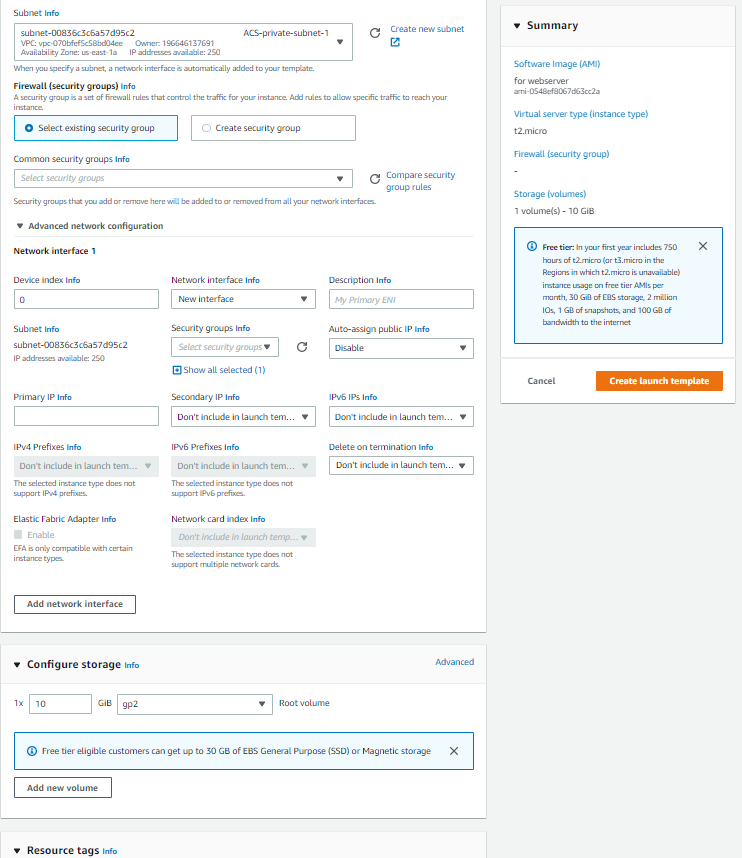 Subnet Info
subnet-00836c3c6a57d95c2 ACS-private-subnet-1
VPC: vpc-070bfef5c58bd04ee Owner: 196646137691
Availability Zone: us-east-1a IP addresses available: 250
Create new subnet
When you specify a subnet, a network interface is automatically added to your template.
Firewall (security groups) Info
A security group is a set of firewall rules that control the traffic for your instance. Add rules to allow specific traffic to reach your
instance.
Select existing security group
Create security group
Common security groups Info
Select security groups
Compare security
group rules
Security groups that you add or remove here will be added to or removed from all your network interfaces.
Advanced network configuration
Network interface 1
Device index Info
0
Network interface Info
New interface
Description Info
My Primary ENI
Subnet Info
subnet-00836c3c6a57d95c2
IP addresses available: 250
Security groups Info
Select security groups
Show all selected (1)
Auto-assign public IP Info
Disable
Primary IP Info
Secondary IP Info
Don't include in launch tem...
IPv6 IPs Info
Don't include in launch tem...
IPv4 Prefixes Info
Don't include in launch tem...
The selected instance type does not
support IPv4 prefixes.
IPv6 Prefixes Info
Don't include in launch tem...
The selected instance type does not
support IPv6 prefixes.
Delete on termination Info
Don't include in launch tem...
Elastic Fabric Adapter Info
Enable
EFA is only compatible with certain
instance types.
Network card index Info
Don't include in launch temp...
The selected instance type does not
support multiple network cards.
Add network interface
Configure storage Info
Advanced
1x 10 GiB gp2 Root volume
Free tier eligible customers can get up to 30 GB of EBS General Purpose (SSD) or Magnetic storage
Add new volume
Resource tags Info
Summary
Software Image (AMI)
for webserver
ami-0548ef8067d63cc2a
Virtual server type (instance type)
t2.micro
Firewall (security group)
-
Storage (volumes)
1 volume(s) - 10 GiB
Free tier: In your first year includes 750
hours of t2.micro (or t3.micro in the
Regions in which t2.micro is unavailable)
instance usage on free tier AMIs per
month, 30 GiB of EBS storage, 2 million
IOs, 1 GB of snapshots, and 100 GB of
bandwidth to the internet
Cancel
Create launch template